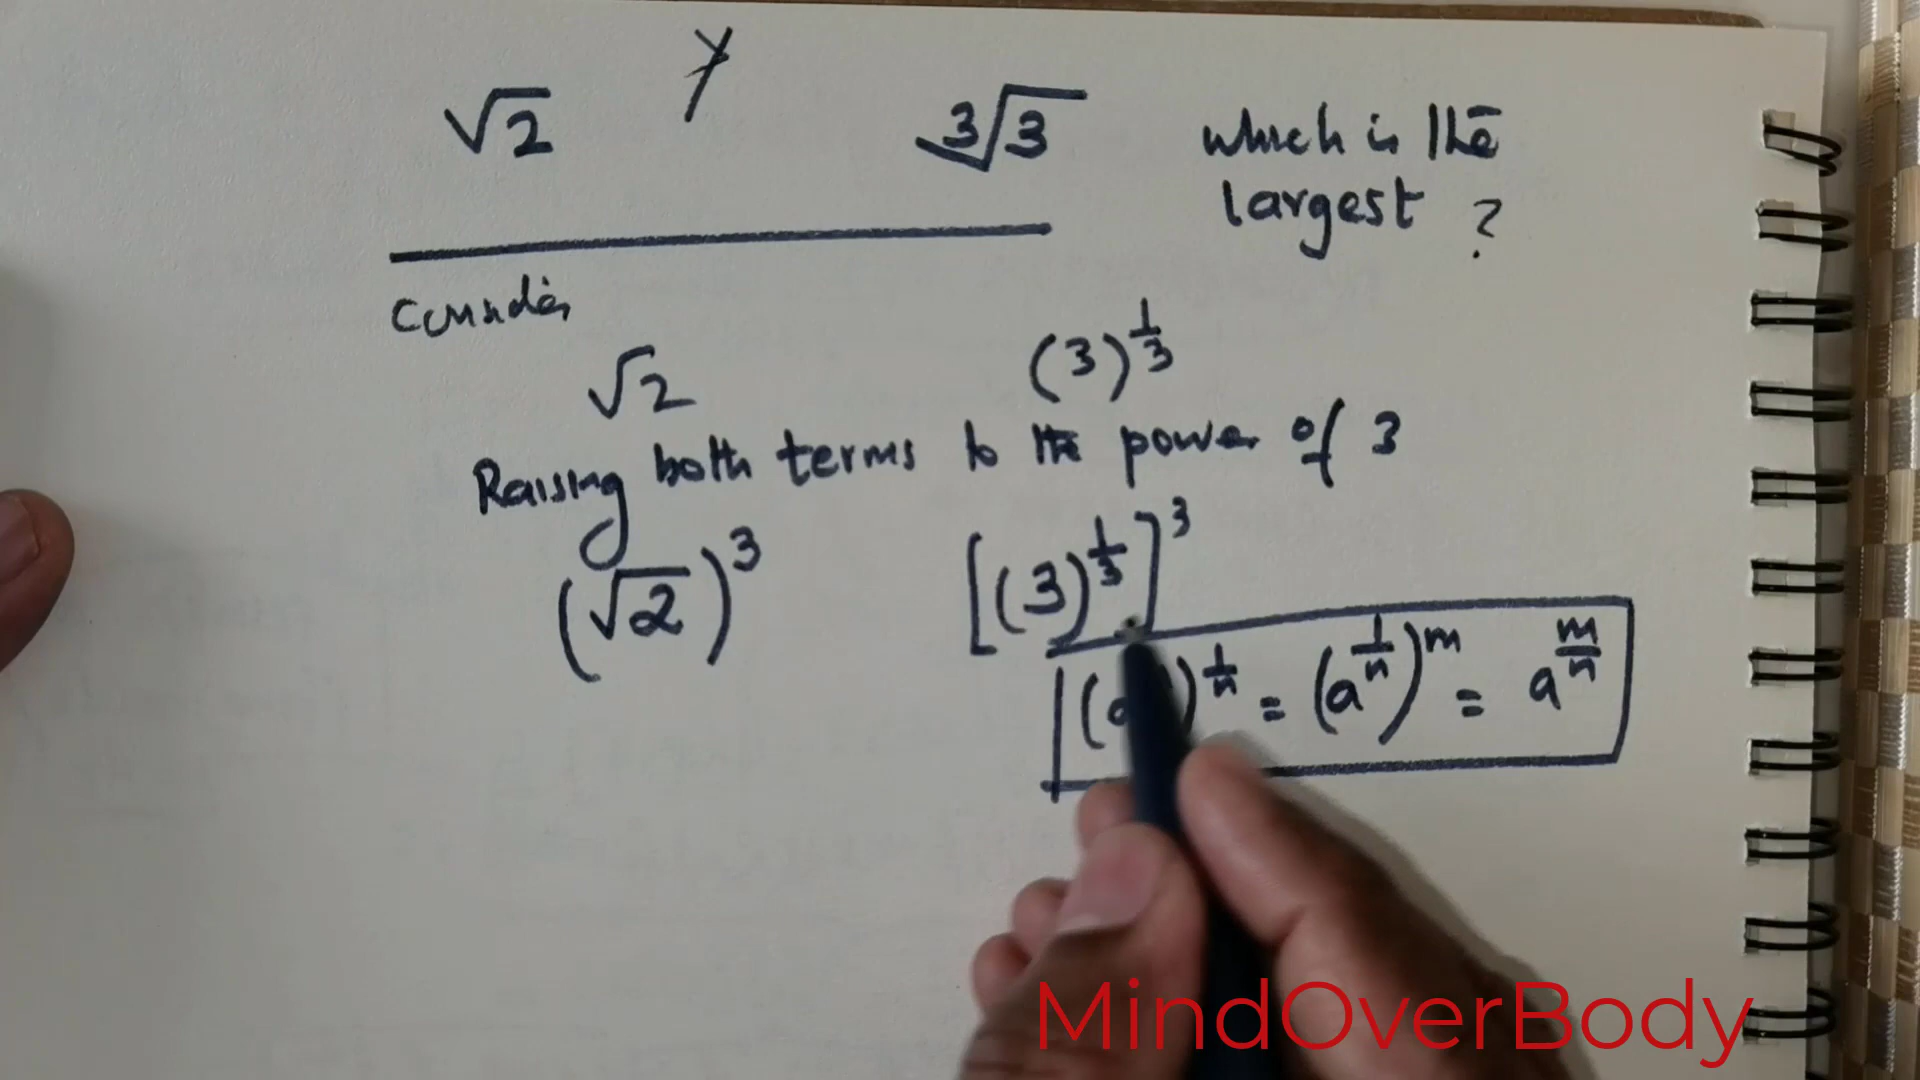 √2 ∛3 which is the
largest ?
Consider
√2 (3)^(1/3)
Raising both terms to the power of 3
(√2)^3 [(3)^(1/3)]^3
( )^(1/n) = (a^(1/n))^m = a^(m/n)
MindOverBody